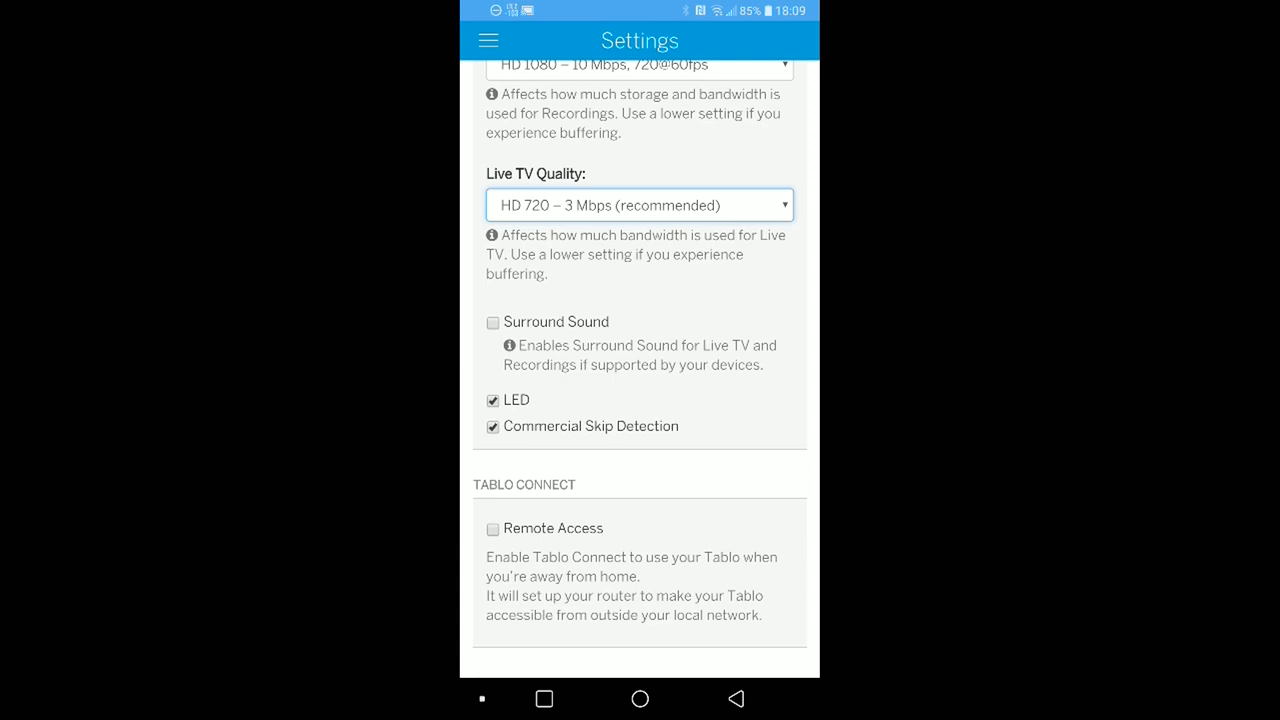 85% 18:09
Settings
HD 1080 – 10 Mbps, 720@60fps
Affects how much storage and bandwidth is
used for Recordings. Use a lower setting if you
experience buffering.
Live TV Quality:
HD 720 – 3 Mbps (recommended)
Affects how much bandwidth is used for Live
TV. Use a lower setting if you experience
buffering.
Surround Sound
Enables Surround Sound for Live TV and
Recordings if supported by your devices.
LED
Commercial Skip Detection
TABLO CONNECT
Remote Access
Enable Tablo Connect to use your Tablo when
you're away from home.
It will set up your router to make your Tablo
accessible from outside your local network.